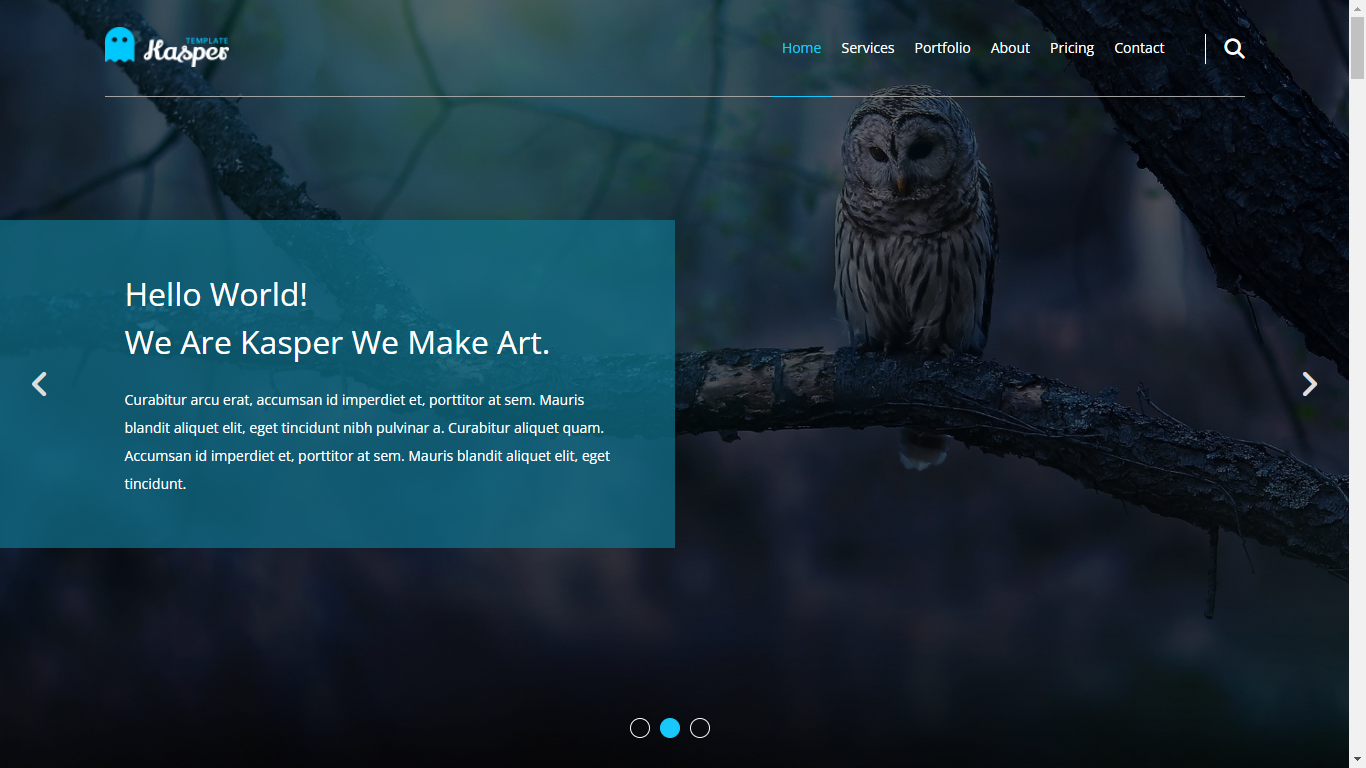 TEMPLATE
Kasper
Home Services Portfolio About Pricing Contact
Hello World!
We Are Kasper We Make Art.
Curabitur arcu erat, accumsan id imperdiet et, porttitor at sem. Mauris
blandit aliquet elit, eget tincidunt nibh pulvinar a. Curabitur aliquet quam.
Accumsan id imperdiet et, porttitor at sem. Mauris blandit aliquet elit, eget
tincidunt.